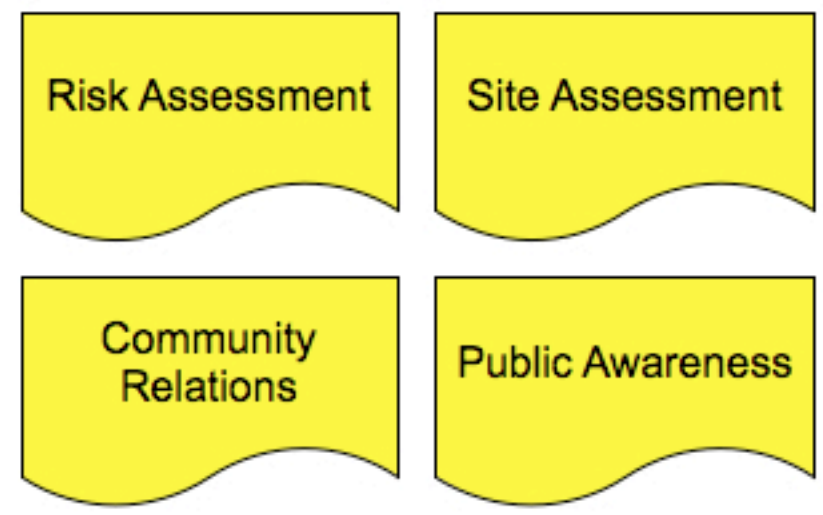 Risk Assessment
Site Assessment
Community
Relations
Public Awareness